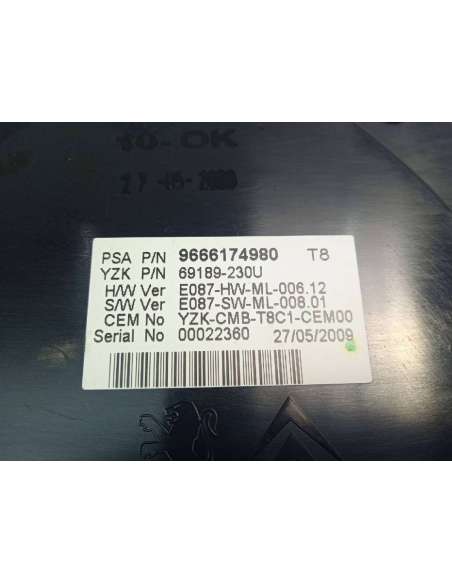 10-OK
PSA P/N 9666174980 T8
YZK P/N 69189-230U
H/W Ver E087-HW-ML-006.12
S/W Ver E087-SW-ML-008.01
CEM No YZK-CMB-T8C1-CEM00
Serial No 00022360 27/05/2009